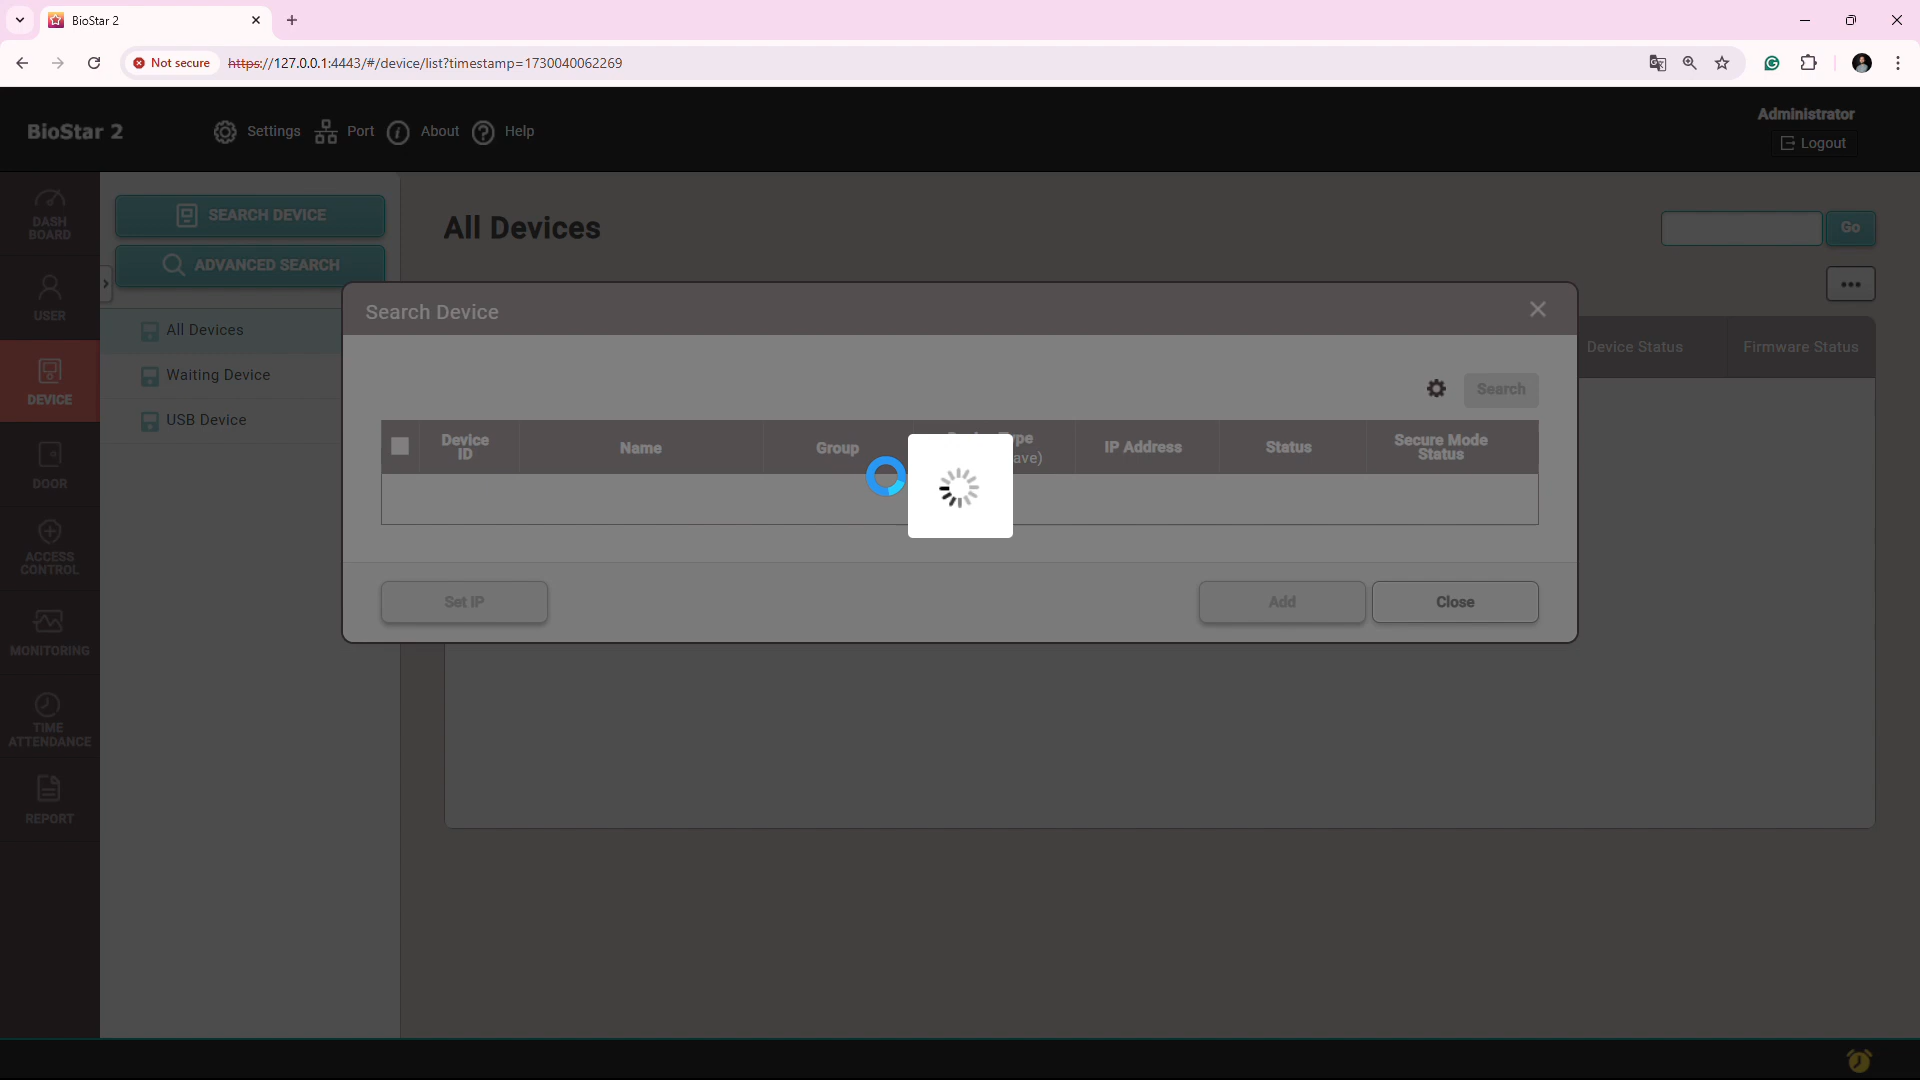 BioStar 2
Not secure
https://127.0.0.1:4443/#/device/list?timestamp=1730040062269
BioStar 2
Settings
Port
About
Help
Administrator
Logout
DASH
BOARD
USER
DEVICE
DOOR
ACCESS
CONTROL
MONITORING
TIME
ATTENDANCE
REPORT
SEARCH DEVICE
ADVANCED SEARCH
All Devices
Waiting Device
USB Device
All Devices
Go
Device Status
Firmware Status
Search Device
Search
Device
ID
Name
Group
IP Address
Status
Secure Mode
Status
Set IP
Add
Close